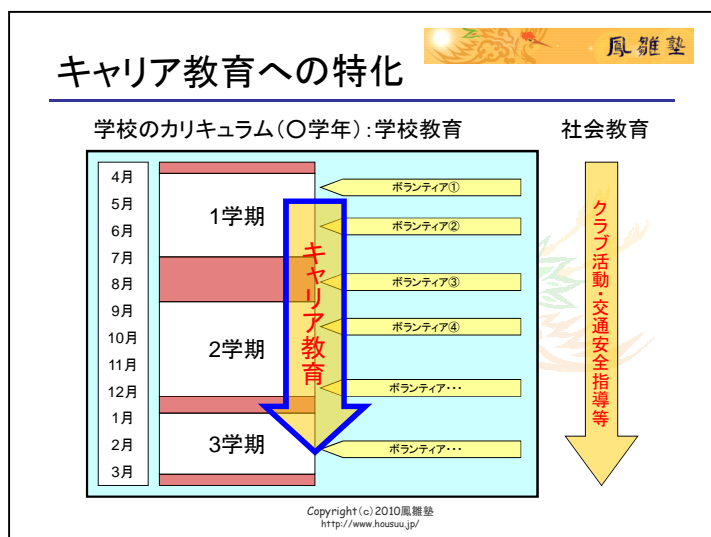 鳳雛塾
キャリア教育への特化
学校のカリキュラム（〇学年）：学校教育
社会教育
4月
5月
6月
7月
8月
9月
10月
11月
12月
1月
2月
3月
1学期
2学期
3学期
キャリア教育
ボランティア①
ボランティア②
ボランティア③
ボランティア④
ボランティア・・・
ボランティア・・・
クラブ活動・交通安全指導等
Copyright（c）2010鳳雛塾
http://www.housuu.jp/